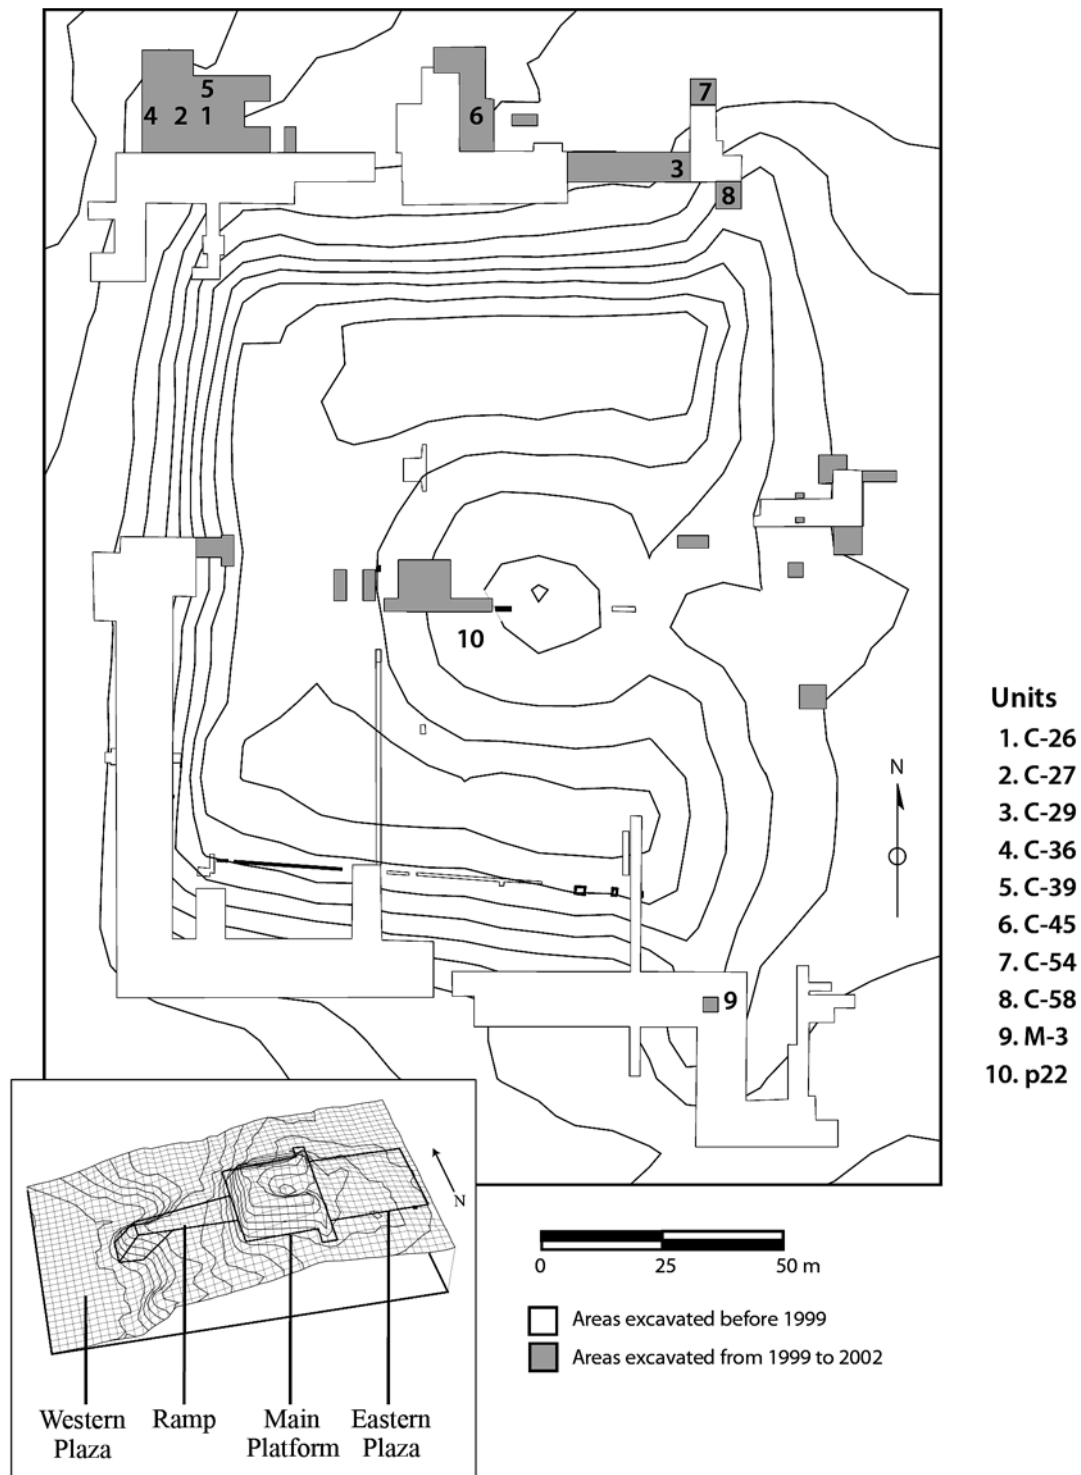 5
4 2 1
6
7
3
8
10
9
Units
1. C-26
2. C-27
3. C-29
4. C-36
5. C-39
6. C-45
7. C-54
8. C-58
9. M-3
10. p22
N
N
Western Plaza
Ramp
Main Platform
Eastern Plaza
0 25 50 m
Areas excavated before 1999
Areas excavated from 1999 to 2002